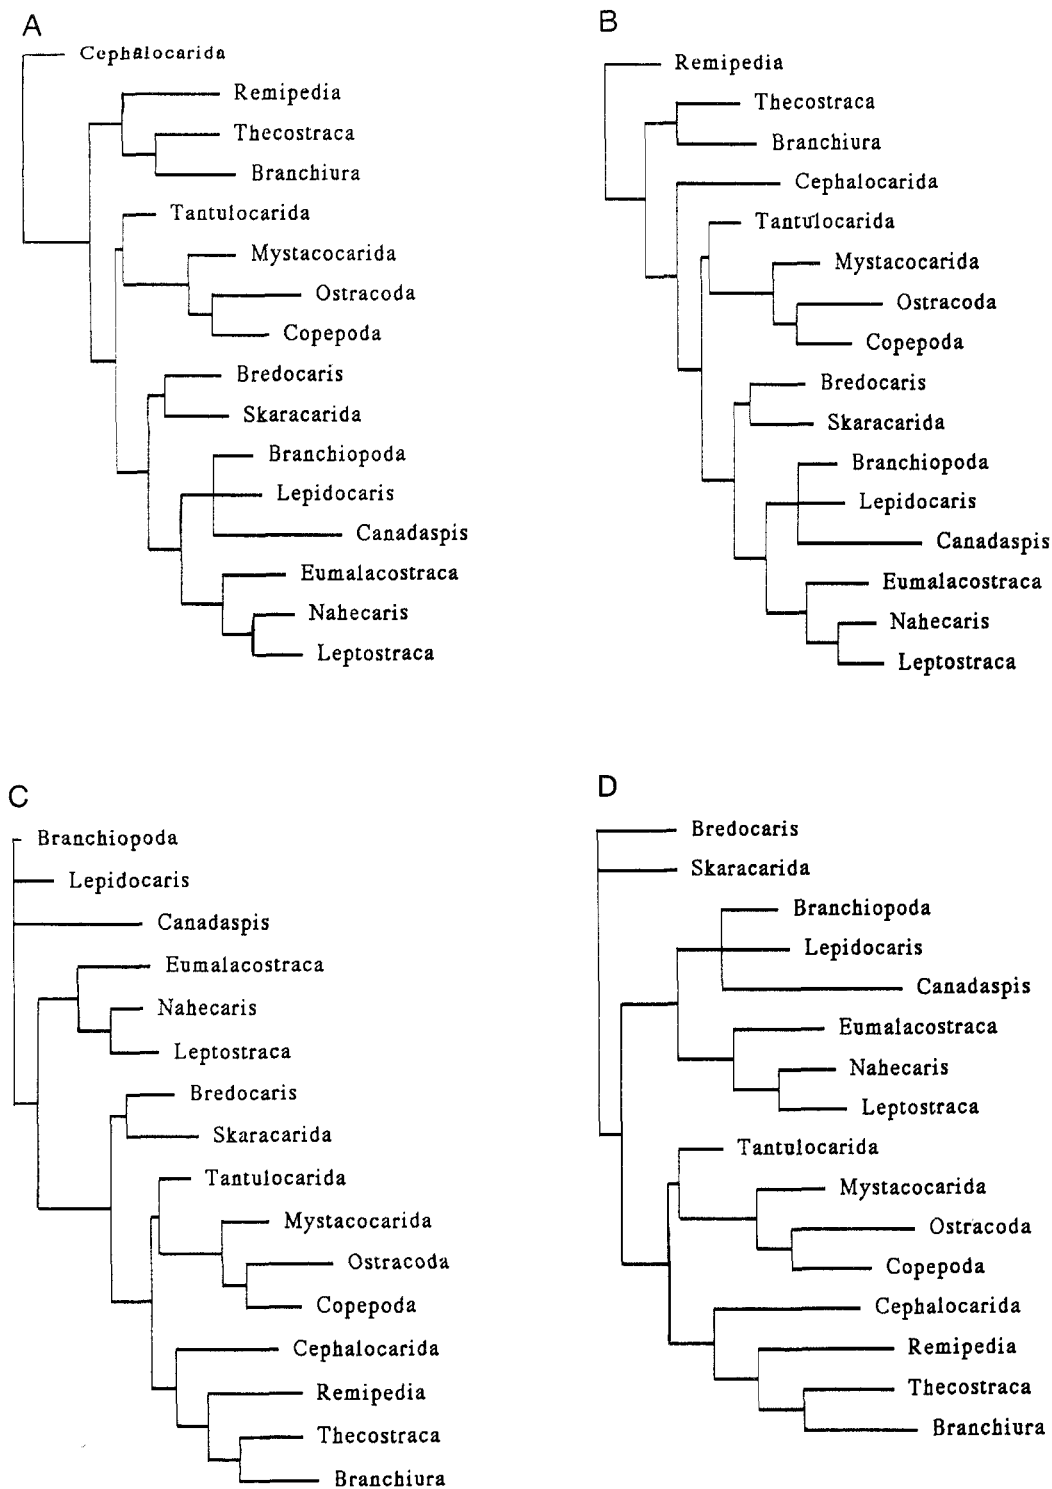 A
Cephalocarida
Remipedia
Thecostraca
Branchiura
Tantulocarida
Mystacocarida
Ostracoda
Copepoda
Bredocaris
Skaracarida
Branchiopoda
Lepidocaris
Canadaspis
Eumalacostraca
Nahecaris
Leptostraca
B
Remipedia
Thecostraca
Branchiura
Cephalocarida
Tantulocarida
Mystacocarida
Ostracoda
Copepoda
Bredocaris
Skaracarida
Branchiopoda
Lepidocaris
Canadaspis
Eumalacostraca
Nahecaris
Leptostraca
C
Branchiopoda
Lepidocaris
Canadaspis
Eumalacostraca
Nahecaris
Leptostraca
Bredocaris
Skaracarida
Tantulocarida
Mystacocarida
Ostracoda
Copepoda
Cephalocarida
Remipedia
Thecostraca
Branchiura
D
Bredocaris
Skaracarida
Branchiopoda
Lepidocaris
Canadaspis
Eumalacostraca
Nahecaris
Leptostraca
Tantulocarida
Mystacocarida
Ostracoda
Copepoda
Cephalocarida
Remipedia
Thecostraca
Branchiura